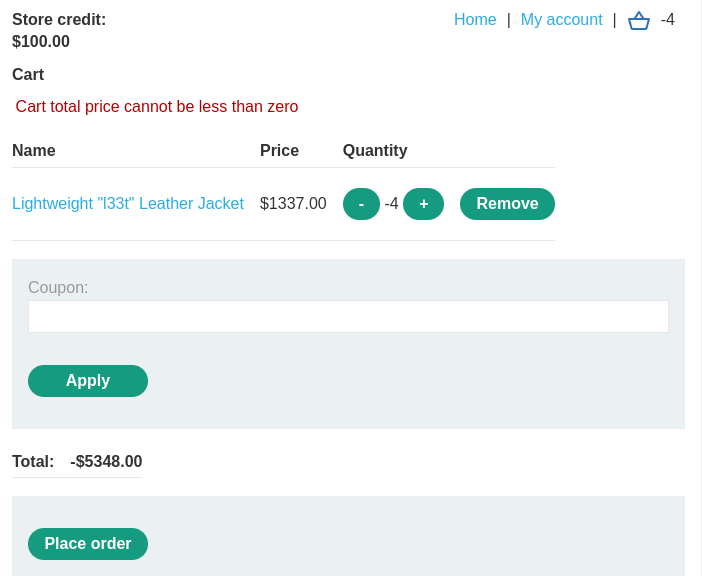 Store credit: Home | My account | -4
$100.00
Cart
Cart total price cannot be less than zero
Name Price Quantity
Lightweight "l33t" Leather Jacket $1337.00 - -4 + Remove
Coupon:
Apply
Total: -$5348.00
Place order